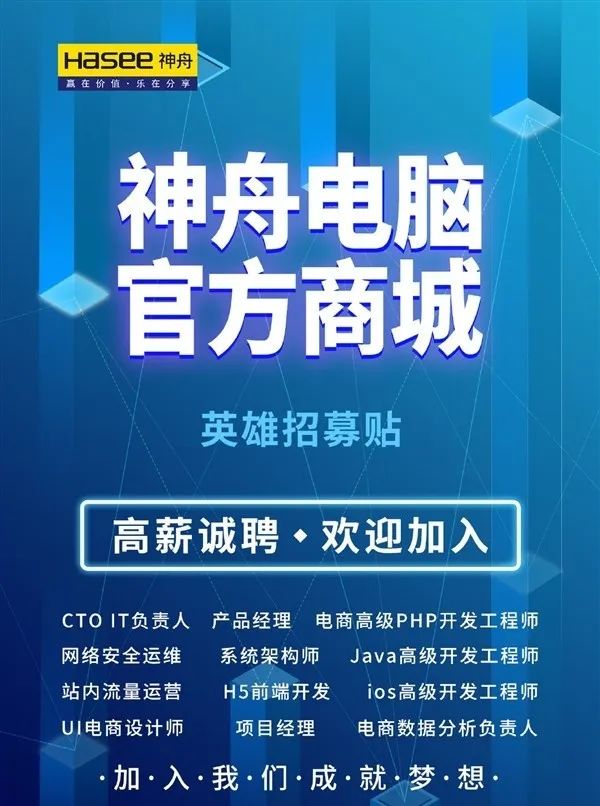 Hasee 神舟
赢在价值·乐在分享
神舟电脑
官方商城
英雄招募贴
高薪诚聘◆欢迎加入
CTO IT负责人 产品经理 电商高级PHP开发工程师
网络安全运维 系统架构师 Java高级开发工程师
站内流量运营 H5前端开发 ios高级开发工程师
UI电商设计师 项目经理 电商数据分析负责人
·加·入·我·们·成·就·梦·想·